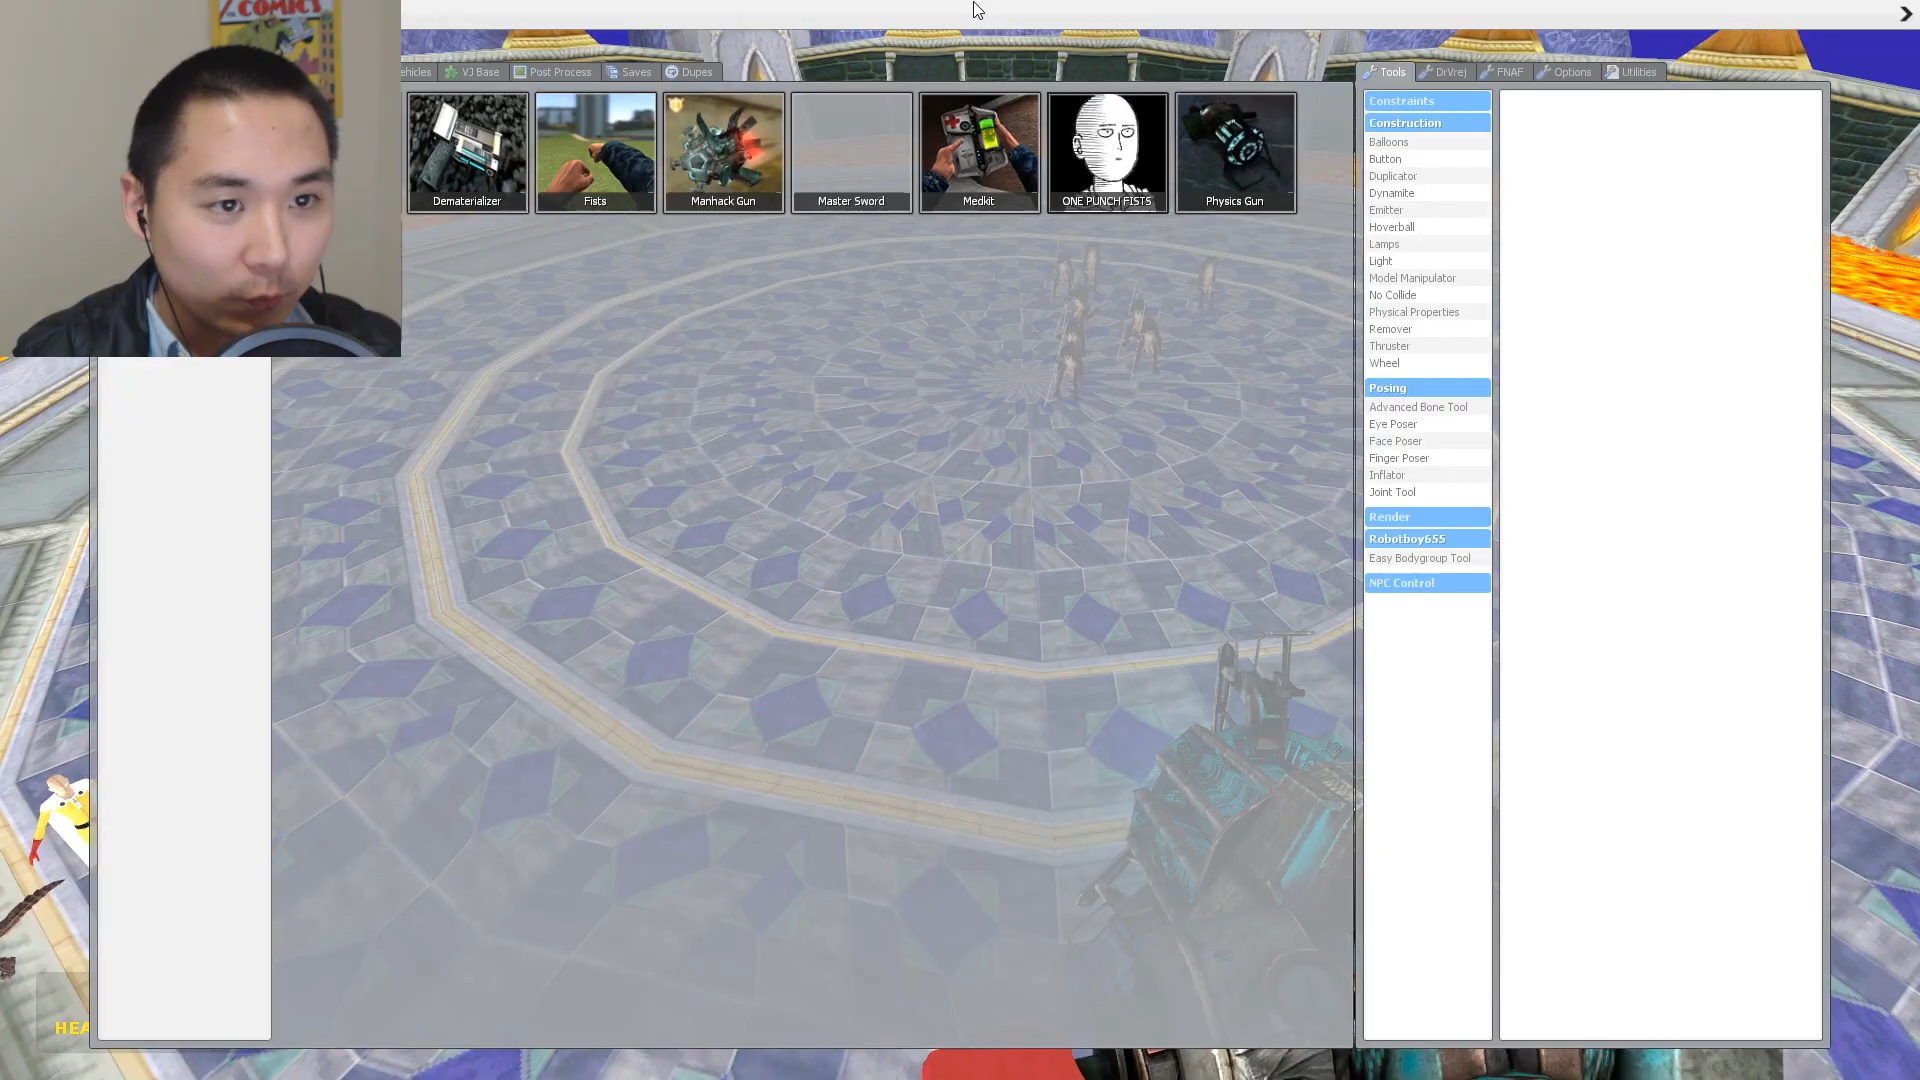 COMICS
ehicles
VJ Base
Post Process
Saves
Dupes
Tools
DrVrej
FNAF
Options
Utilities
Dematerializer
Fists
Manhack Gun
Master Sword
Medkit
ONE PUNCH FISTS
Physics Gun
Constraints
Construction
Balloons
Button
Duplicator
Dynamite
Emitter
Hoverball
Lamps
Light
Model Manipulator
No Collide
Physical Properties
Remover
Thruster
Wheel
Posing
Advanced Bone Tool
Eye Poser
Face Poser
Finger Poser
Inflator
Joint Tool
Render
Robotboy655
Easy Bodygroup Tool
NPC Control
HEA